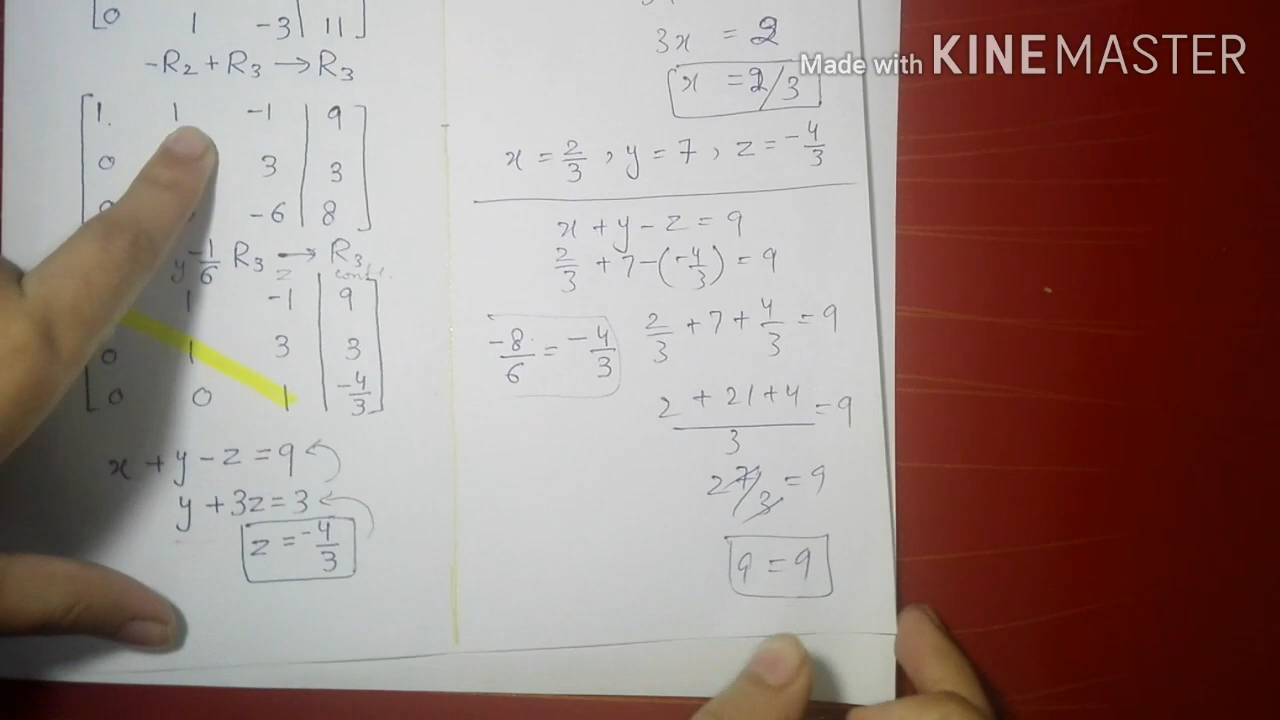 0 1 -3 | 11
-R₂ + R₃ → R₃
1 1 -1 | 9
0 3 | 3
-6 | 8
-1/6 R₃ → R₃
y z const.
1 -1 | 9
0 1 3 | 3
0 0 1 | -4/3
x + y - z = 9
y + 3z = 3
z = -4/3
3x = 2
x = 2/3
x = 2/3 , y = 7 , z = -4/3
x + y - z = 9
2/3 + 7 - (-4/3) = 9
2/3 + 7 + 4/3 = 9
-8/6 = -4/3
2 + 21 + 4 / 3 = 9
27/3 = 9
9 = 9
Made with KINEMASTER